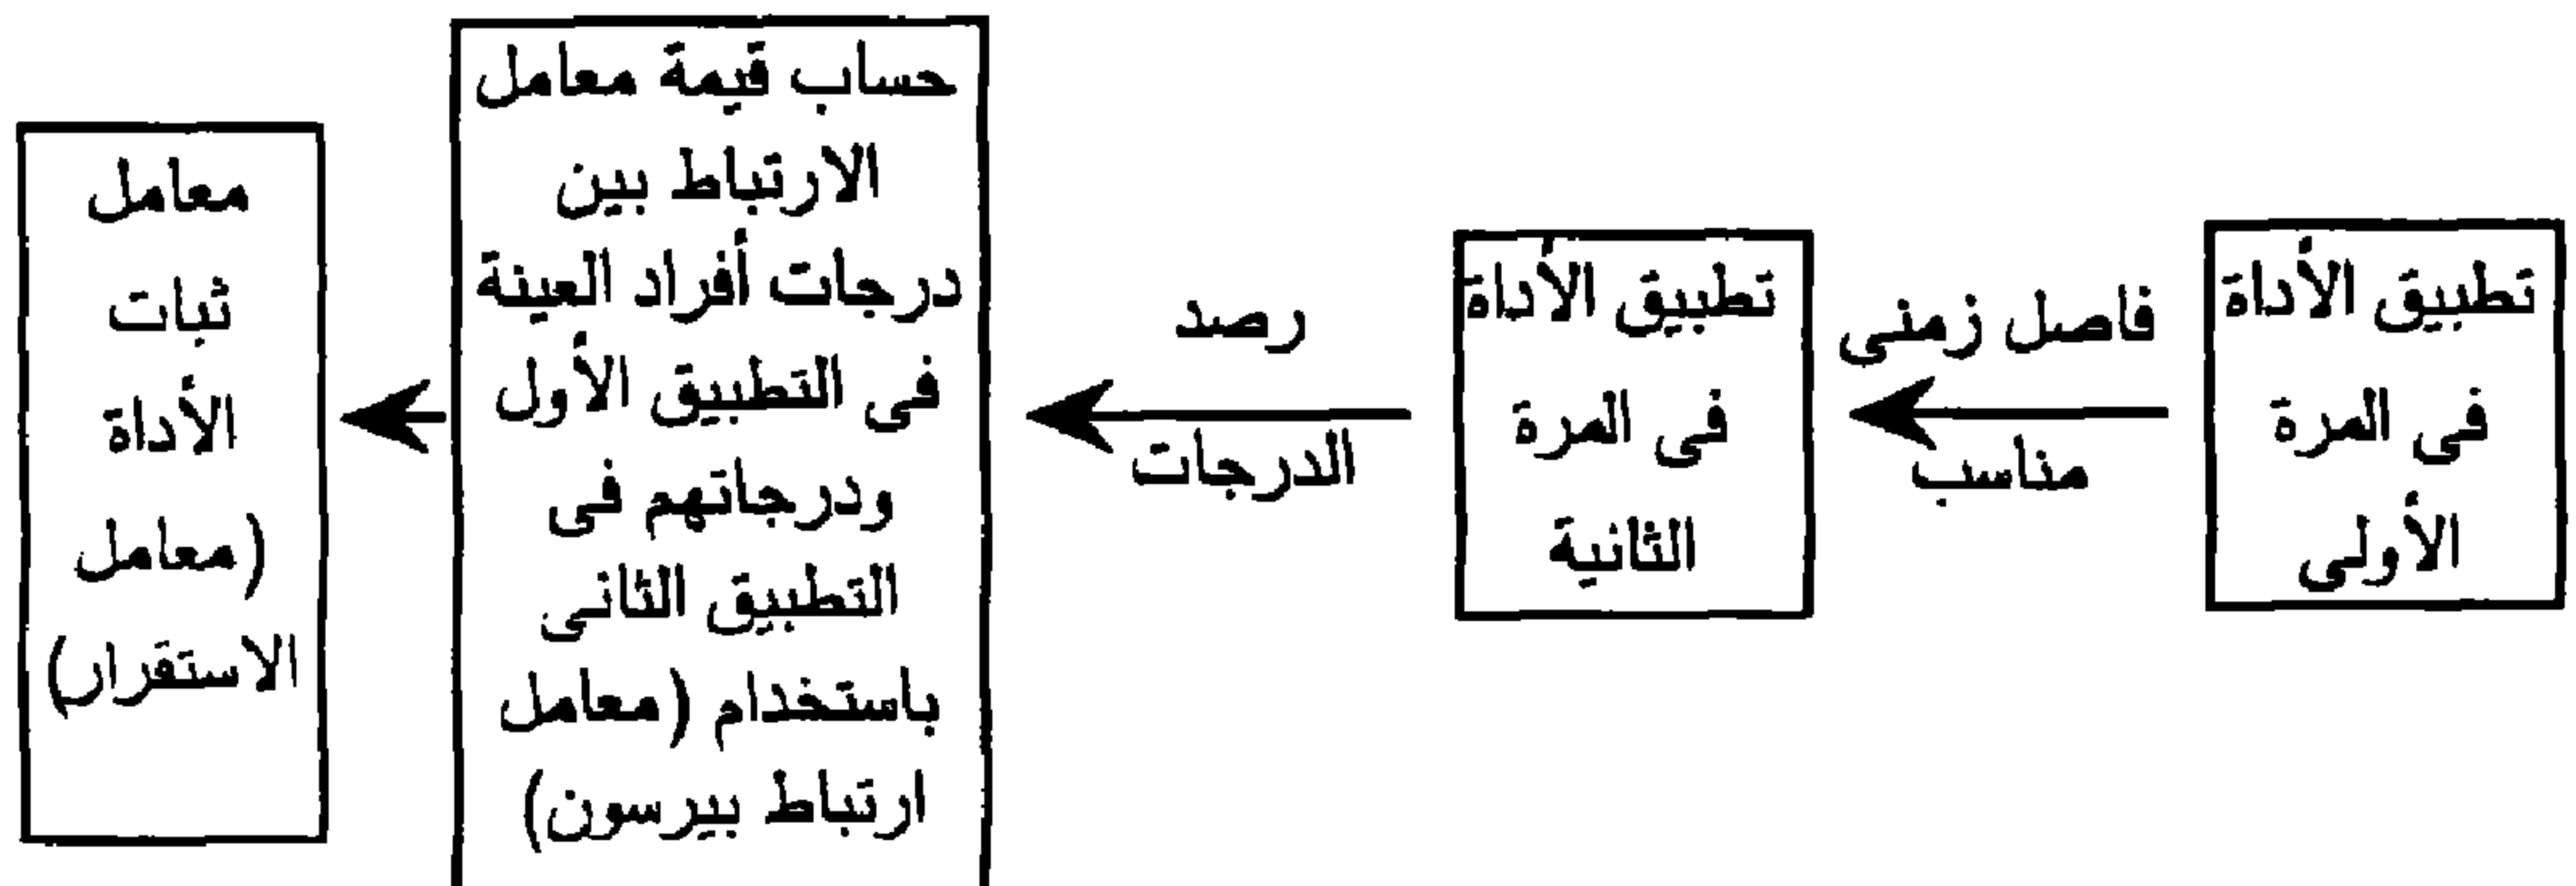 تطبيق الأداة
فى المرة
الأولى
فاصل زمنى
مناسب
تطبيق الأداة
فى المرة
الثانية
رصد
الدرجات
حساب قيمة معامل
الارتباط بين
درجات أفراد العينة
فى التطبيق الأول
ودرجاتهم فى
التطبيق الثانى
باستخدام (معامل
ارتباط بيرسون)
معامل
ثبات
الأداة
(معامل
الاستقرار)